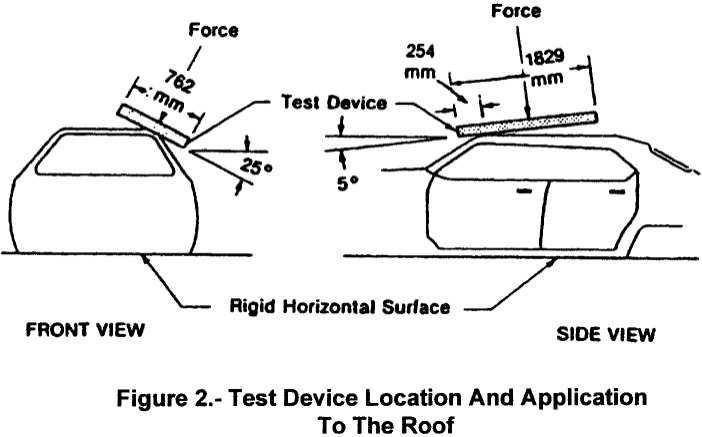 Force
762
mm
25°
FRONT VIEW
Test Device
Rigid Horizontal Surface
Force
254
mm
1829
mm
5°
SIDE VIEW
Figure 2.- Test Device Location And Application
To The Roof